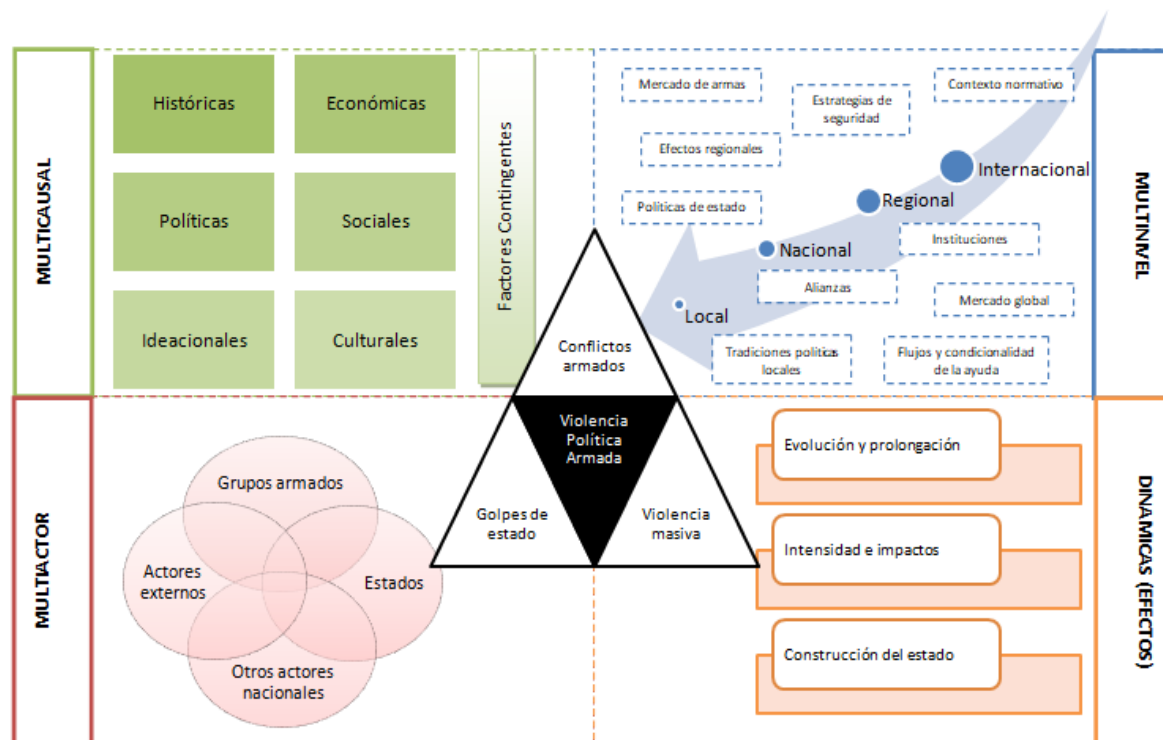 MULTICAUSAL
Históricas
Económicas
Políticas
Sociales
Ideacionales
Culturales
Factores Contingentes
Mercado de armas
Estrategias de
seguridad
Contexto normativo
Efectos regionales
Internacional
Políticas de estado
Regional
Instituciones
Nacional
Alianzas
Mercado global
Local
Tradiciones políticas
locales
Flujos y condicionalidad
de la ayuda
MULTINIVEL
Conflictos
armados
Violencia
Política
Armada
Golpes de
estado
Violencia
masiva
MULTIACTOR
Grupos armados
Actores
externos
Estados
Otros actores
nacionales
Evolución y prolongación
Intensidad e impactos
Construcción del estado
DINAMICAS (EFECTOS)